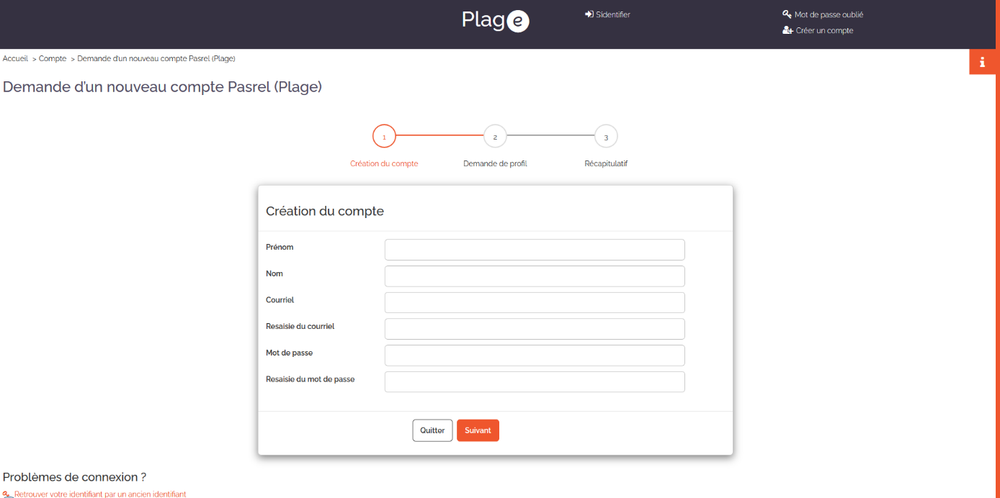 Plage
S'identifier
Mot de passe oublié
Créer un compte
Accueil > Compte > Demande d'un nouveau compte Pasrel (Plage)
i
Demande d'un nouveau compte Pasrel (Plage)
1
2
3
Création du compte
Demande de profil
Récapitulatif
Création du compte
Prénom
Nom
Courriel
Resaisie du courriel
Mot de passe
Resaisie du mot de passe
Quitter
Suivant
Problèmes de connexion ?
Retrouver votre identifiant par un ancien identifiant